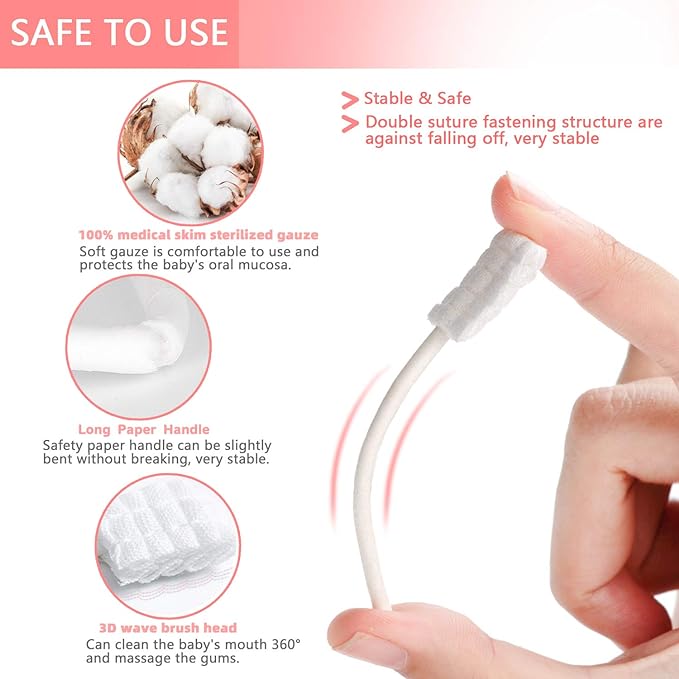 SAFE TO USE
Stable & Safe
Double suture fastening structure are
against falling off, very stable
100% medical skim sterilized gauze
Soft gauze is comfortable to use and
protects the baby's oral mucosa.
Long Paper Handle
Safety paper handle can be slightly
bent without breaking, very stable.
3D wave brush head
Can clean the baby's mouth 360°
and massage the gums.